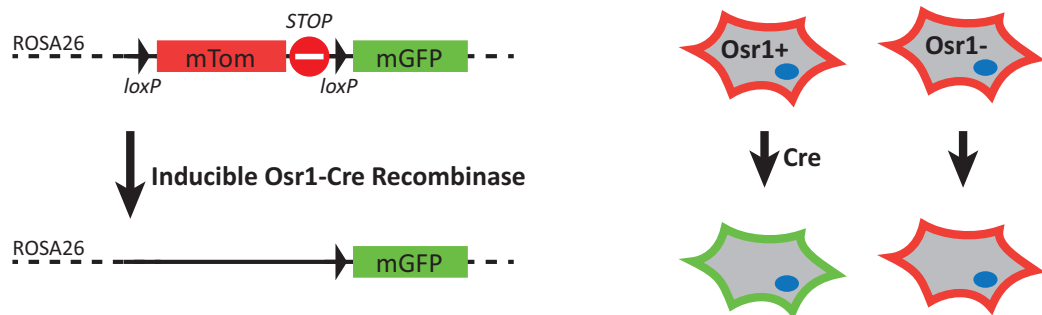 STOP
ROSA26
mTom
mGFP
loxP
loxP
Inducible Osr1-Cre Recombinase
ROSA26
mGFP
Osr1+
Osr1-
Cre